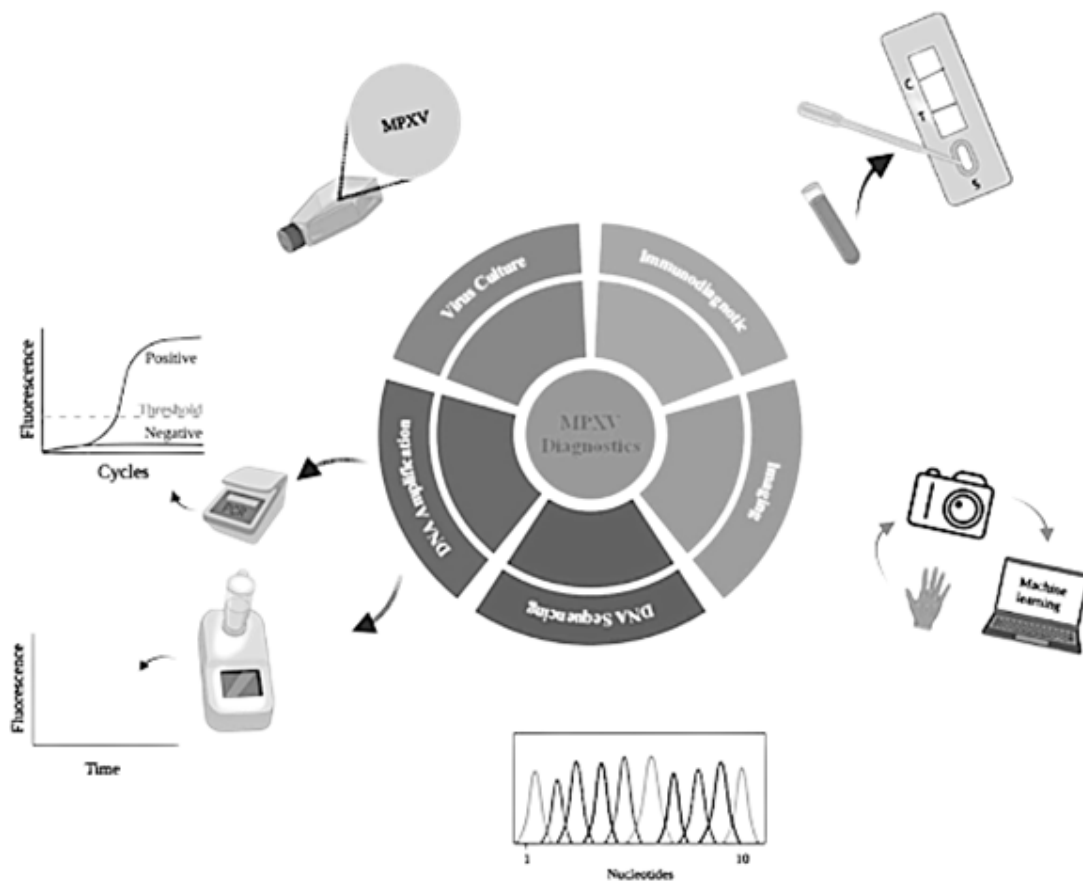 MPXV
C
T
S
Virus Culture
Immunodiagnotic
Positive
Threshold
Negative
Fluorescence
Cycles
PCR
MPXV
Diagnostics
DNA Amplification
Imaging
DNA Sequencing
Machine
learning
Fluorescence
Time
1
10
Nucleotides